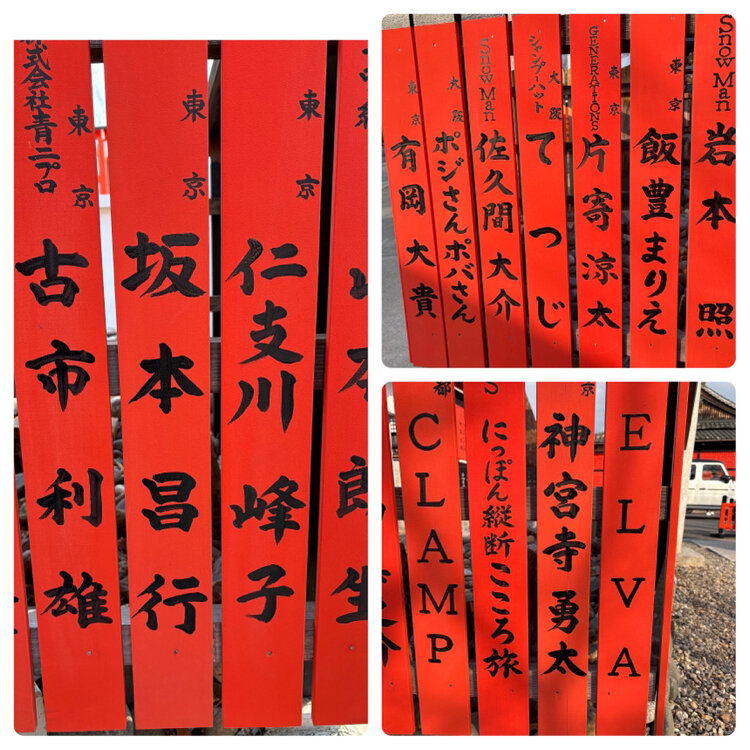 株式会社青二プロ
東京
古市利雄
東京
坂本昌行
東京
仁支川峰子
東京
有岡大貴
大阪
ポジさんポバさん
Snow Man
佐久間大介
シャンプーハット
大阪
てつじ
GENERATIONS
東京
片寄涼太
東京
飯豊まりえ
Snow Man
岩本照
都
CLAMP
S
にっぽん縦断こころ旅
京
神宮寺勇太
ELVA